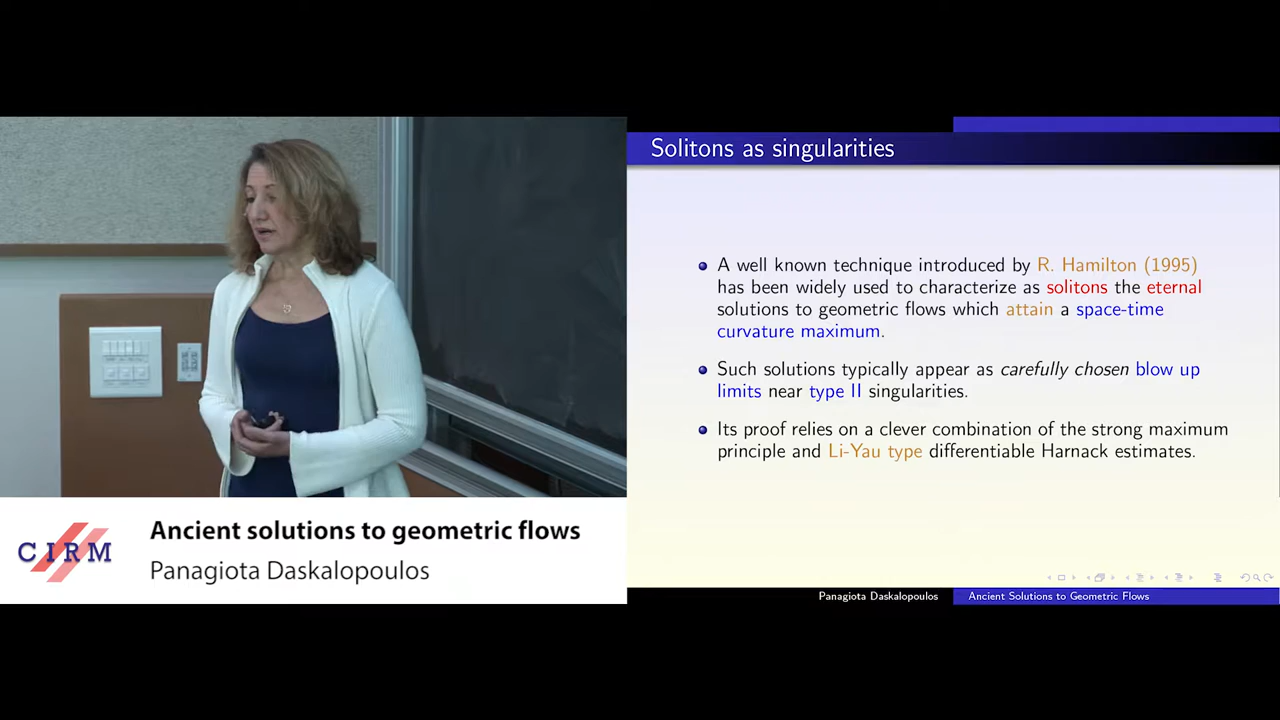 Solitons as singularities
A well known technique introduced by R. Hamilton (1995)
has been widely used to characterize as solitons the eternal
solutions to geometric flows which attain a space-time
curvature maximum.
Such solutions typically appear as carefully chosen blow up
limits near type II singularities.
Its proof relies on a clever combination of the strong maximum
principle and Li-Yau type differentiable Harnack estimates.
Panagiota Daskalopoulos
Ancient Solutions to Geometric Flows
CIRM
Ancient solutions to geometric flows
Panagiota Daskalopoulos